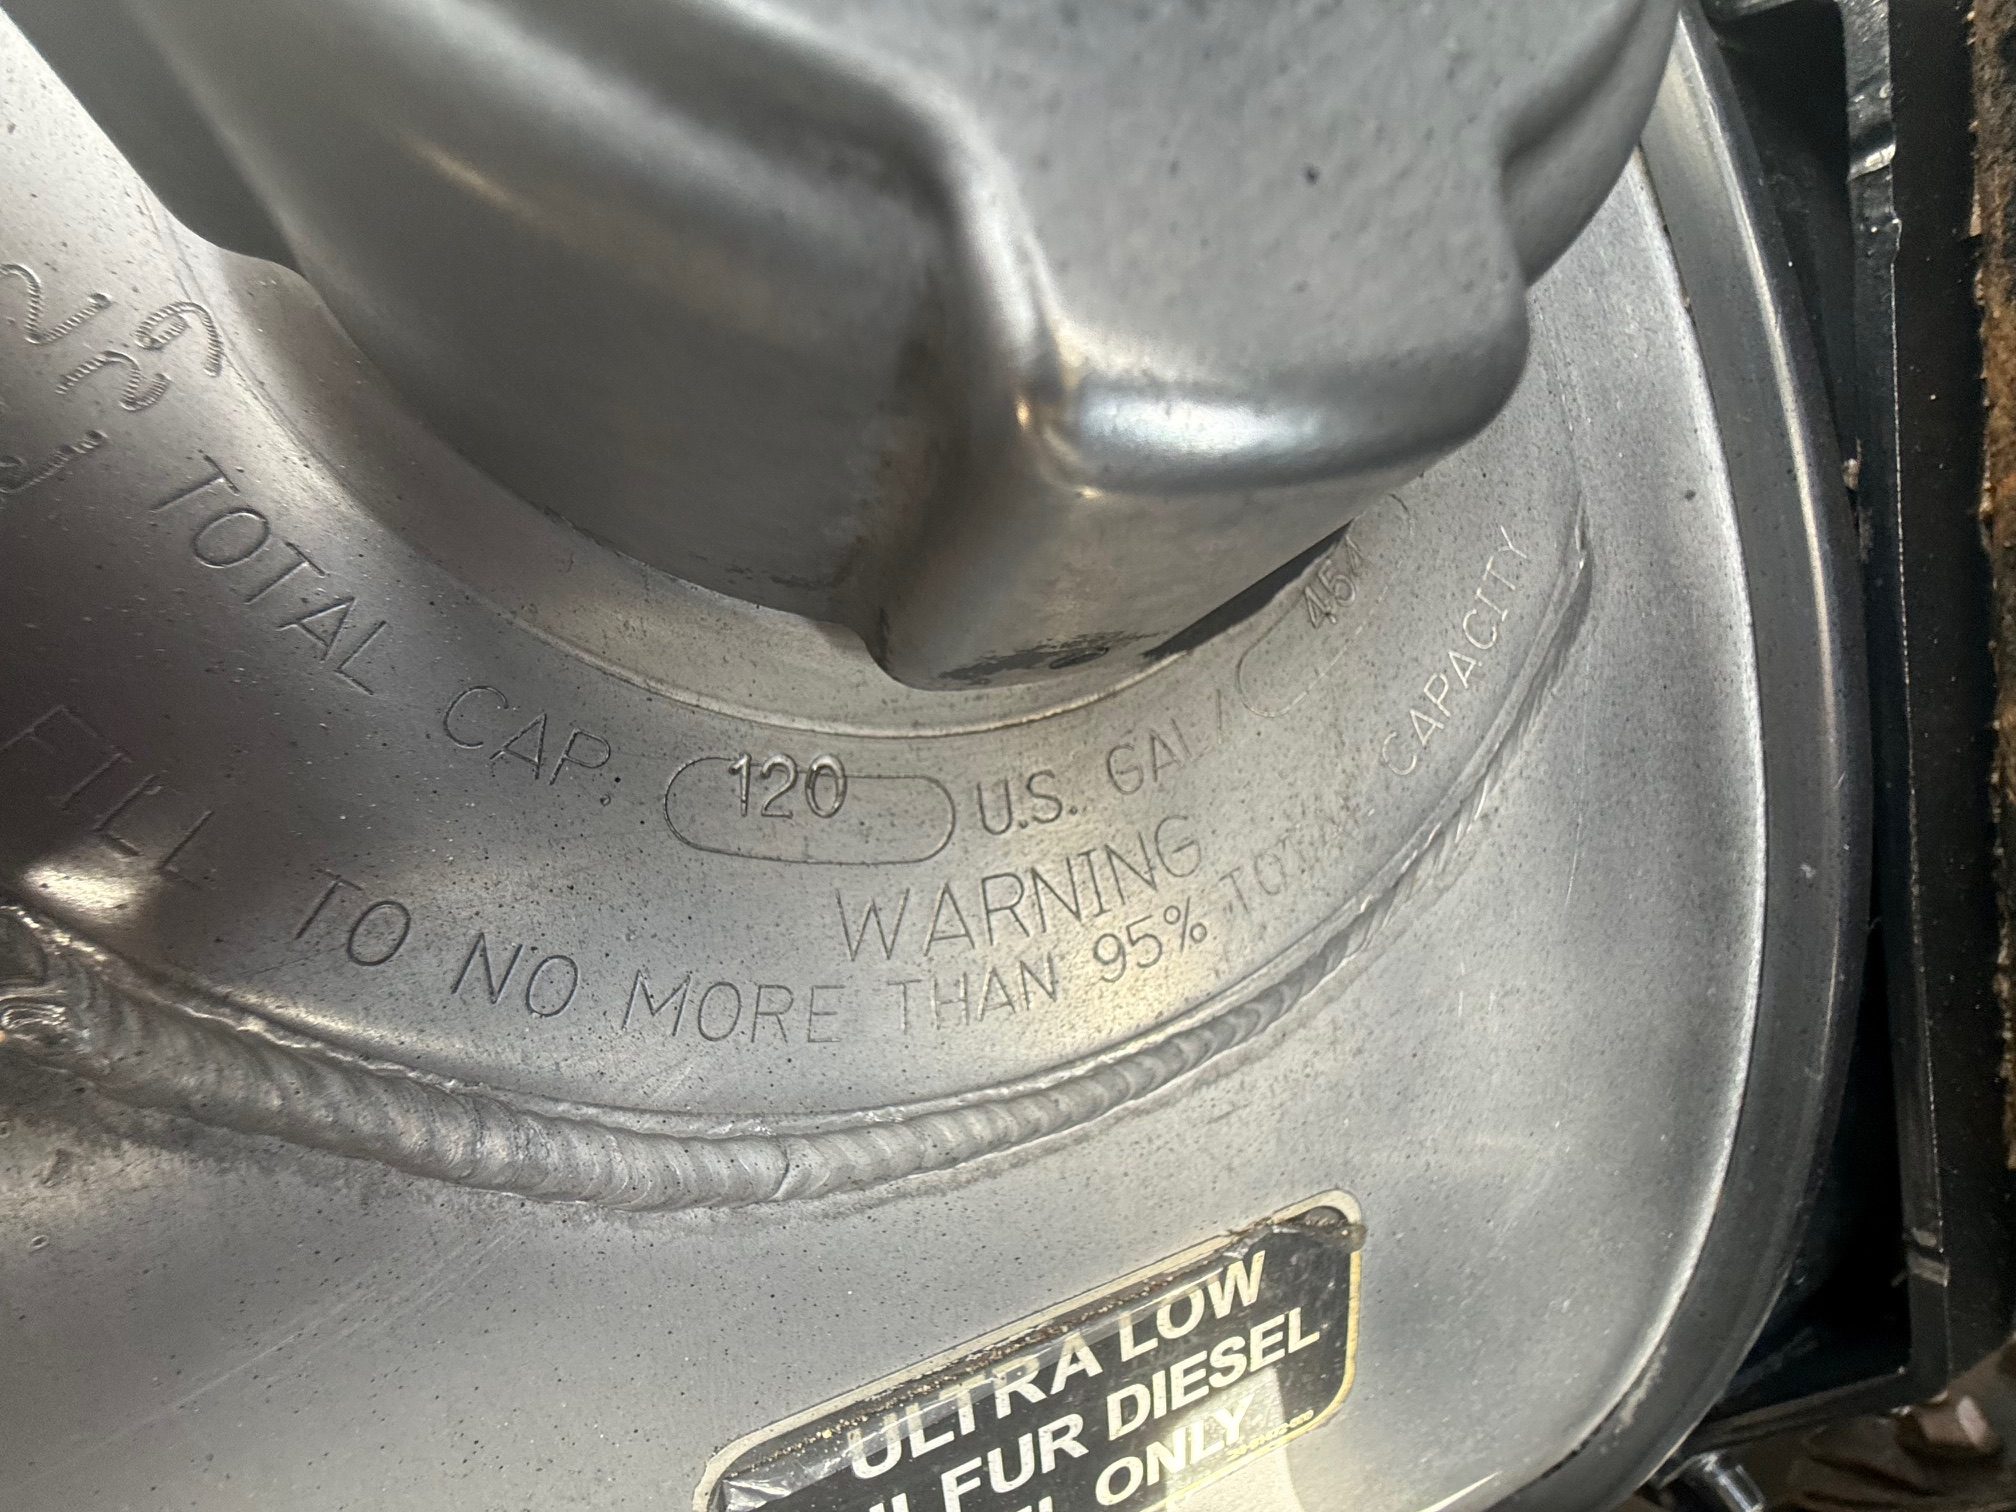 TOTAL CAP. 120 U.S. GAL / 454
WARNING
FILL TO NO MORE THAN 95% TOTAL CAPACITY
ULTRA LOW
FUR DIESEL
ONLY